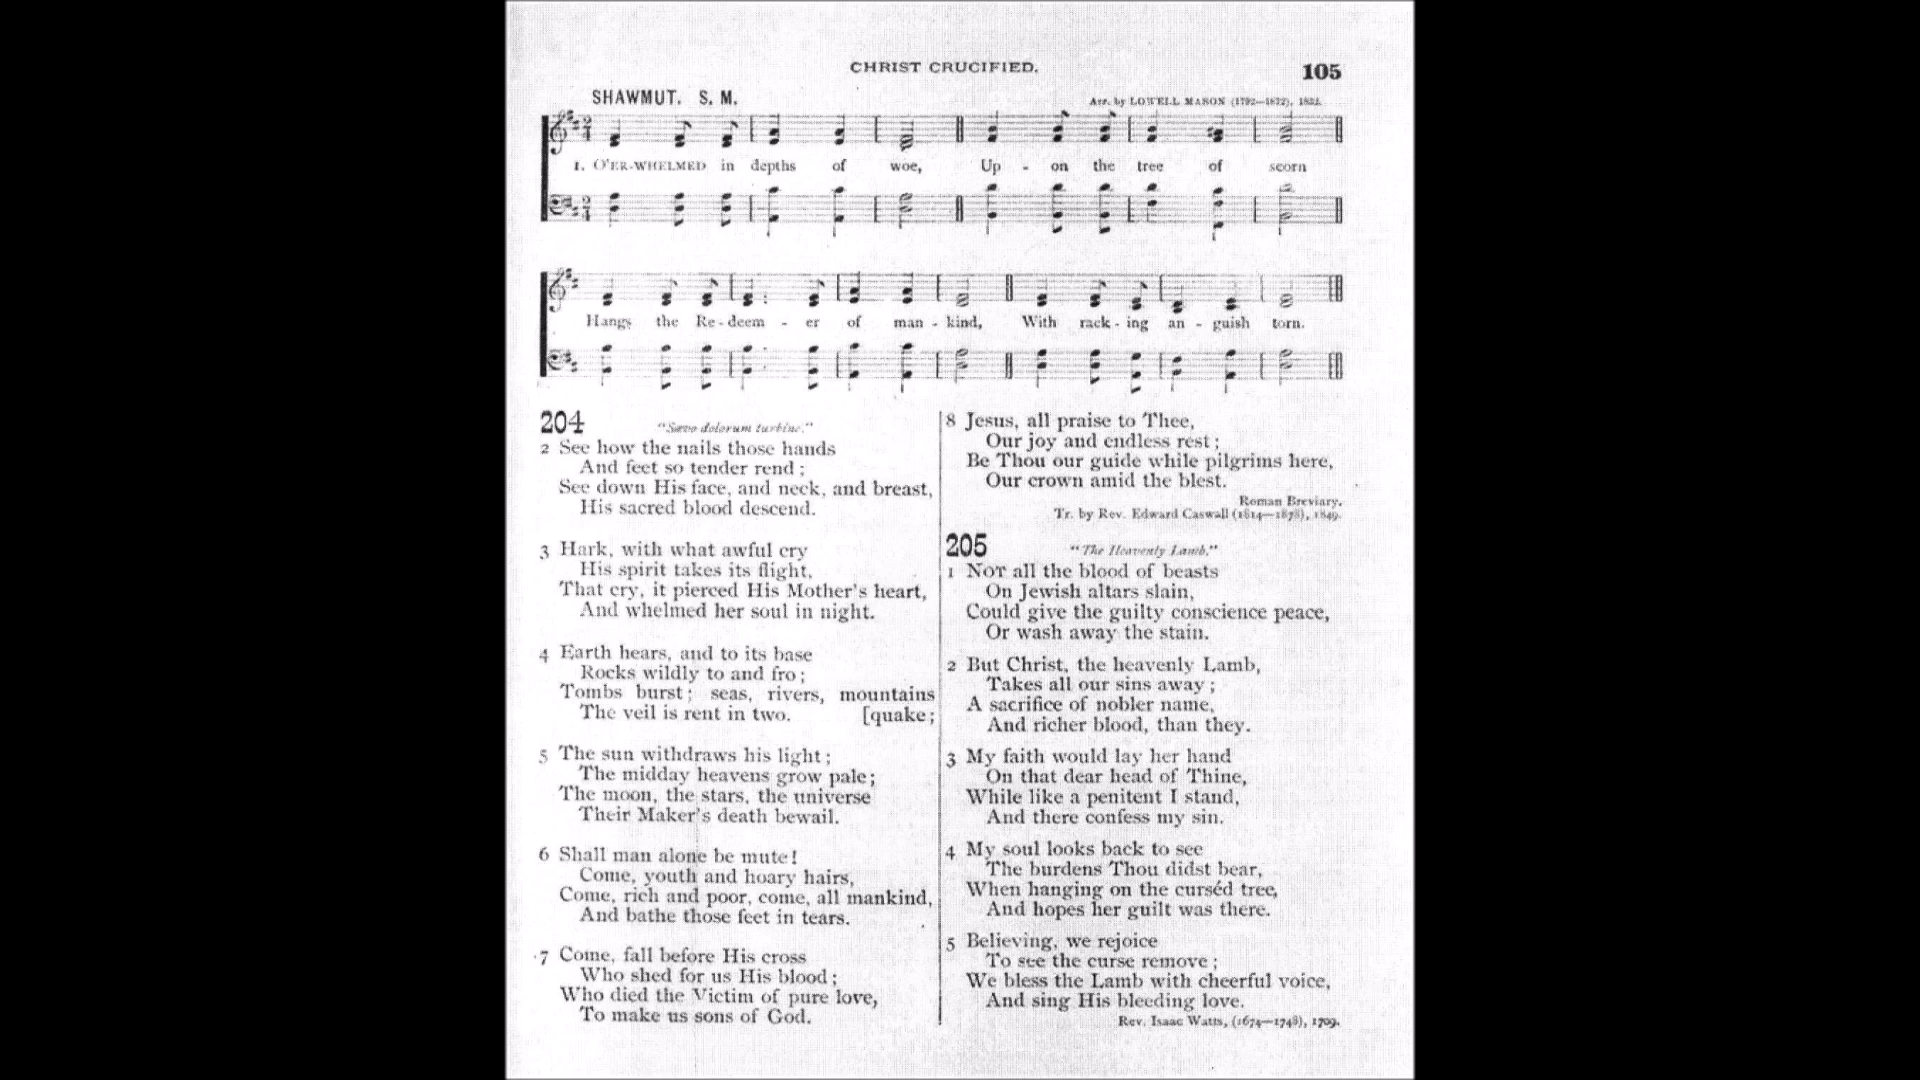 CHRIST CRUCIFIED.
105
SHAWMUT. S. M.
Arr. by LOWELL MASON (1792—1872), 1832.
1. O'ER-WHELMED in depths of woe, Up - on the tree of scorn
Hangs the Re - deem - er of man - kind, With rack - ing an - guish torn.
204
"Sævo dolorum turbine."
2 See how the nails those hands
And feet so tender rend ;
See down His face, and neck, and breast,
His sacred blood descend.
3 Hark, with what awful cry
His spirit takes its flight,
That cry, it pierced His Mother's heart,
And whelmed her soul in night.
4 Earth hears, and to its base
Rocks wildly to and fro ;
Tombs burst ; seas, rivers, mountains
The veil is rent in two. [quake ;
5 The sun withdraws his light ;
The midday heavens grow pale ;
The moon, the stars, the universe
Their Maker's death bewail.
6 Shall man alone be mute !
Come, youth and hoary hairs,
Come, rich and poor, come, all mankind,
And bathe those feet in tears.
7 Come, fall before His cross
Who shed for us His blood ;
Who died the Victim of pure love,
To make us sons of God.
8 Jesus, all praise to Thee,
Our joy and endless rest ;
Be Thou our guide while pilgrims here,
Our crown amid the blest.
Roman Breviary.
Tr. by Rev. Edward Caswall (1814—1878), 1849.
205
"The Heavenly Lamb."
1 NOT all the blood of beasts
On Jewish altars slain,
Could give the guilty conscience peace,
Or wash away the stain.
2 But Christ, the heavenly Lamb,
Takes all our sins away ;
A sacrifice of nobler name,
And richer blood, than they.
3 My faith would lay her hand
On that dear head of Thine,
While like a penitent I stand,
And there confess my sin.
4 My soul looks back to see
The burdens Thou didst bear,
When hanging on the curséd tree,
And hopes her guilt was there.
5 Believing, we rejoice
To see the curse remove ;
We bless the Lamb with cheerful voice,
And sing His bleeding love.
Rev. Isaac Watts, (1674—1748), 1709.